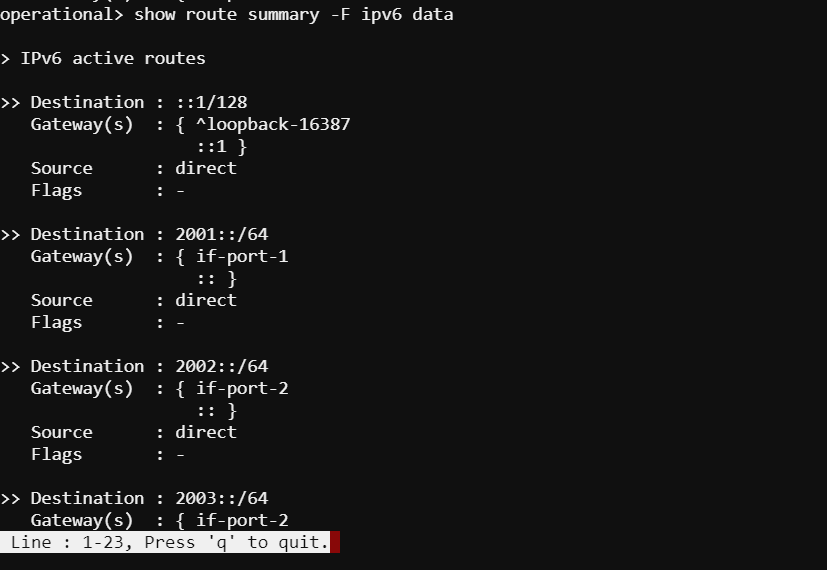 operational> show route summary -F ipv6 data
> IPv6 active routes
>> Destination : ::1/128
Gateway(s)  : { ^loopback-16387
::1 }
Source      : direct
Flags       : -
>> Destination : 2001::/64
Gateway(s)  : { if-port-1
:: }
Source      : direct
Flags       : -
>> Destination : 2002::/64
Gateway(s)  : { if-port-2
:: }
Source      : direct
Flags       : -
>> Destination : 2003::/64
Gateway(s)  : { if-port-2
Line : 1-23, Press 'q' to quit.